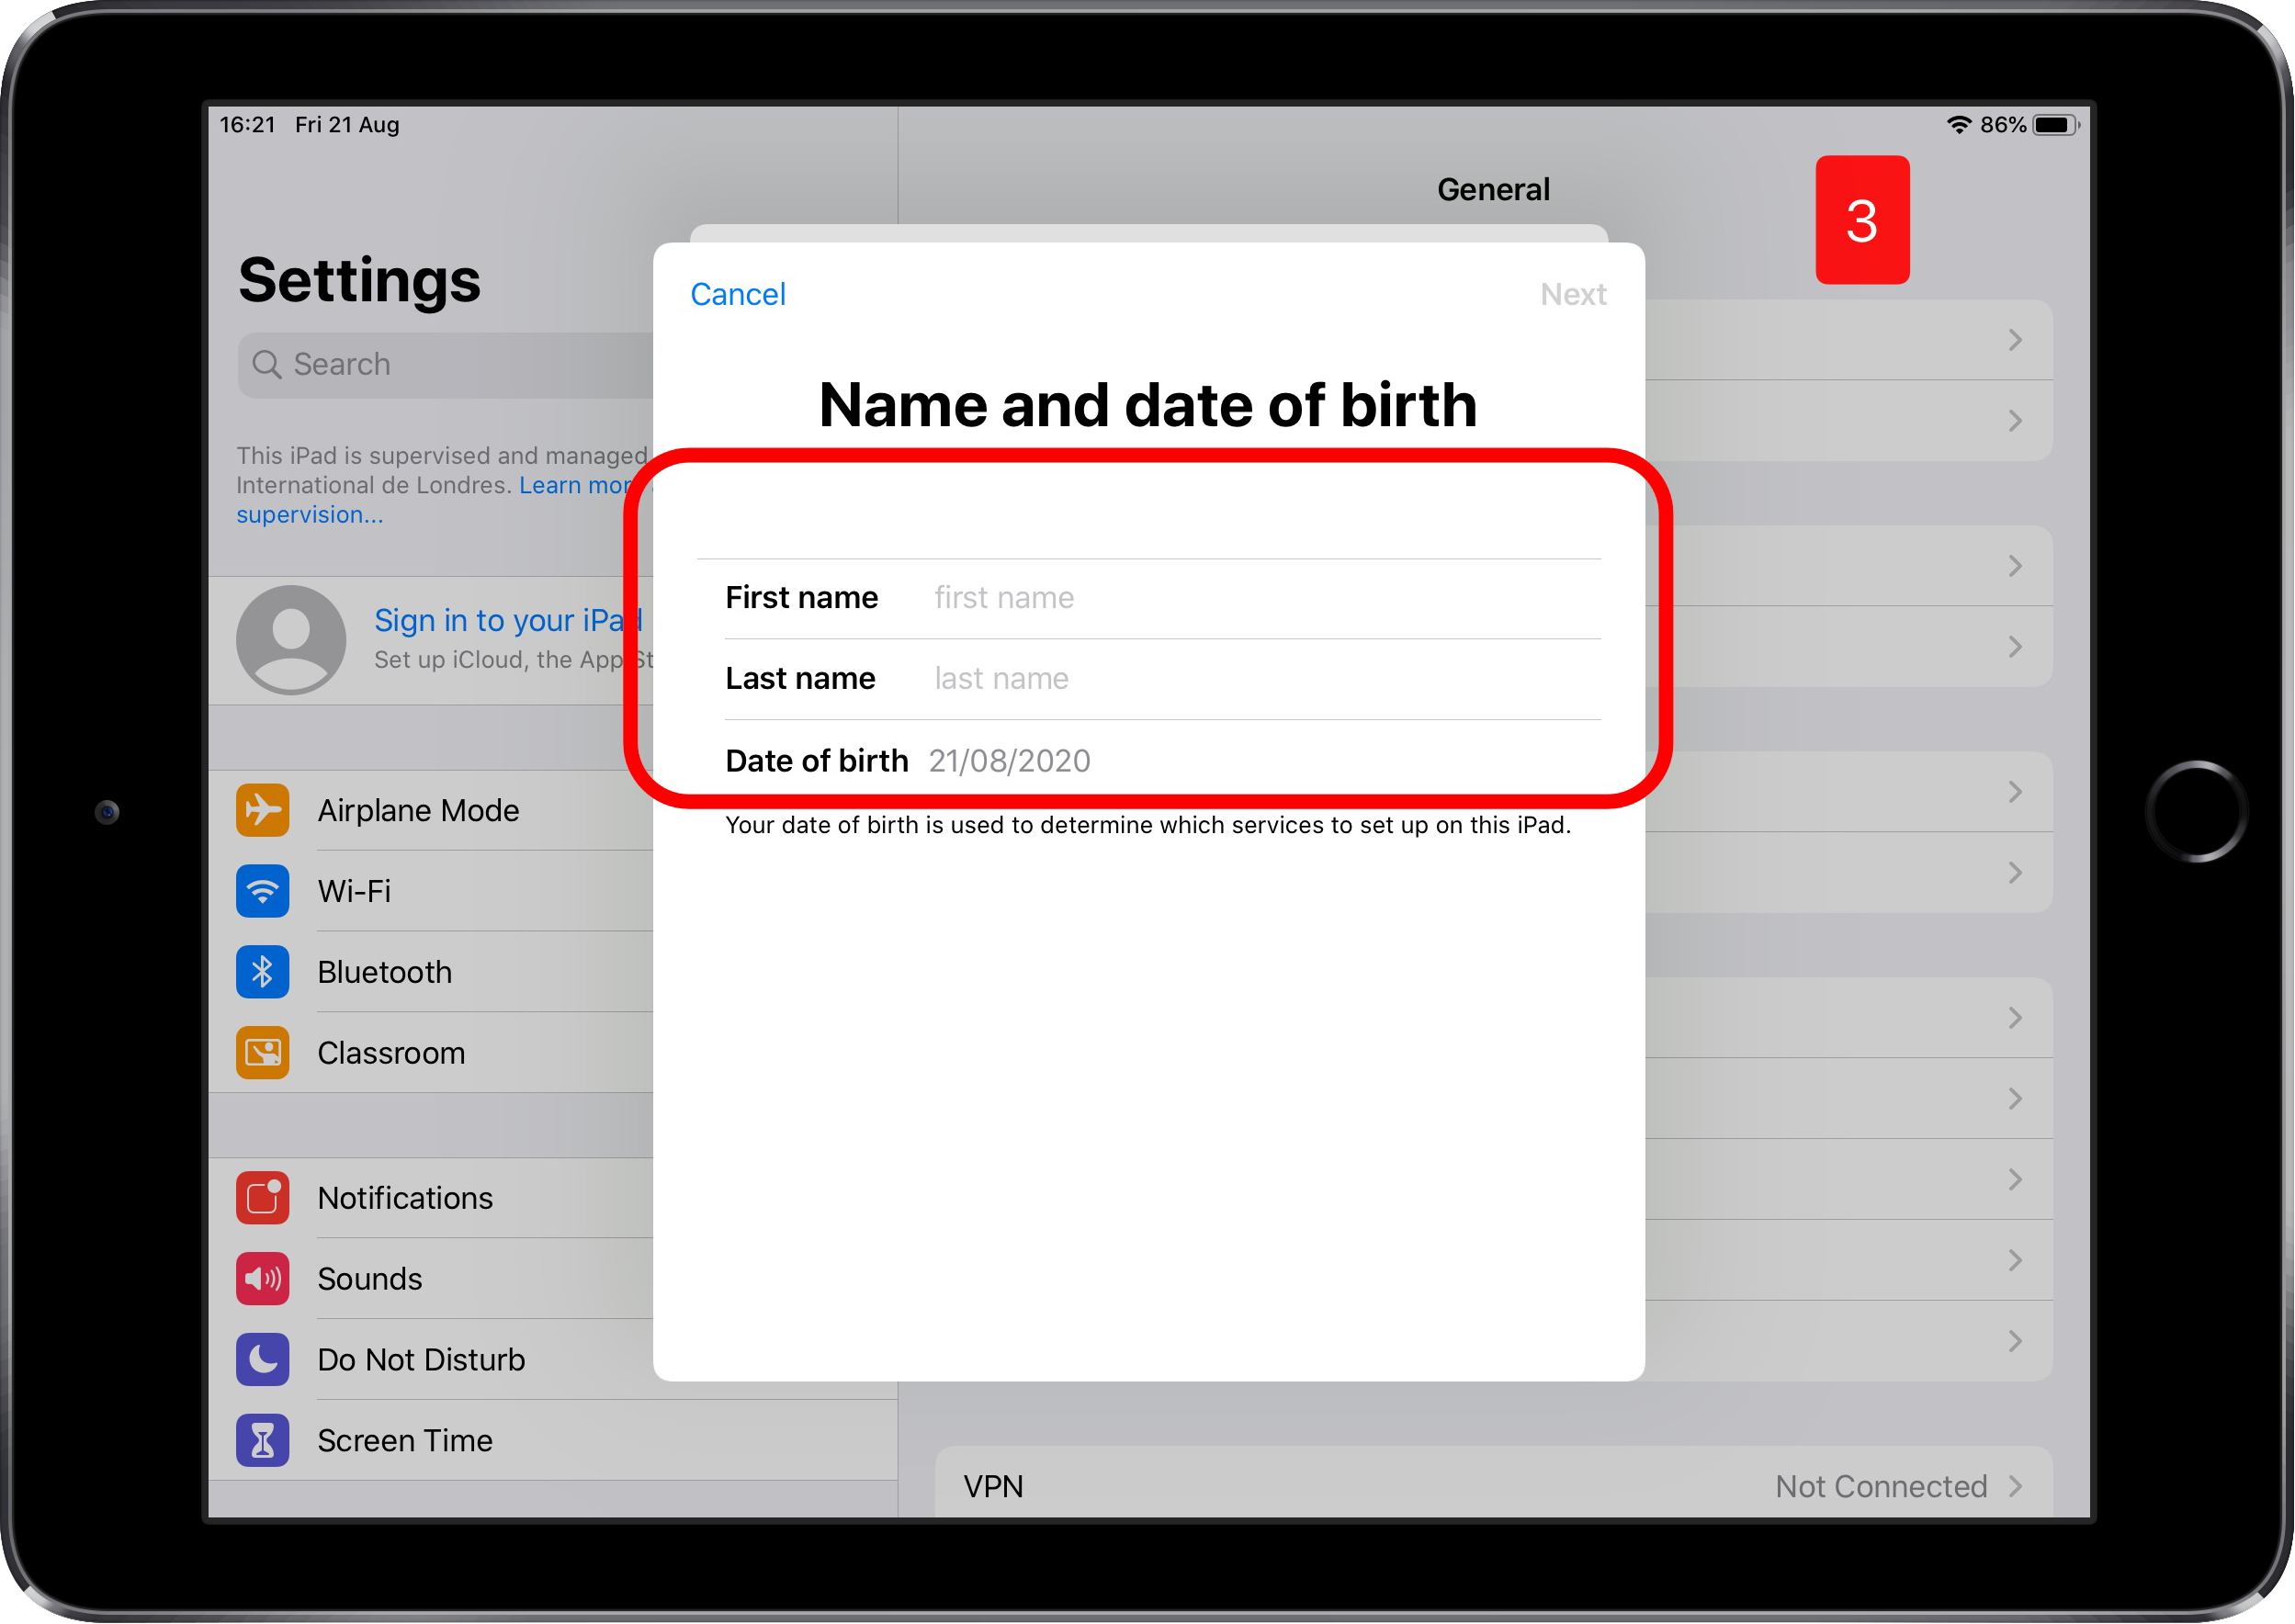 16:21 Fri 21 Aug
86%
General
3
Settings
Search
This iPad is supervised and managed
International de Londres. Learn mor
supervision...
Sign in to your iPad
Set up iCloud, the App St
Airplane Mode
Wi-Fi
Bluetooth
Classroom
Notifications
Sounds
Do Not Disturb
Screen Time
Cancel
Next
Name and date of birth
First name first name
Last name last name
Date of birth 21/08/2020
Your date of birth is used to determine which services to set up on this iPad.
VPN Not Connected